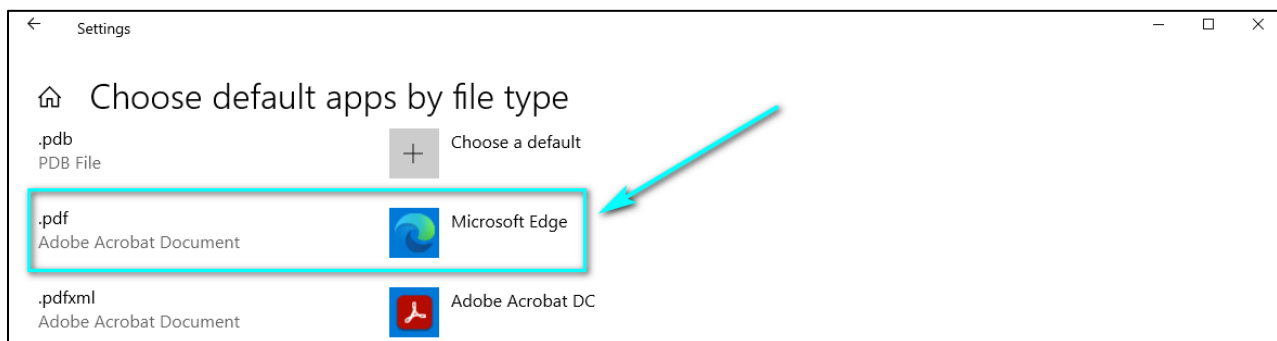 Settings
Choose default apps by file type
.pdb
PDB File
Choose a default
.pdf
Adobe Acrobat Document
Microsoft Edge
.pdfxml
Adobe Acrobat Document
Adobe Acrobat DC